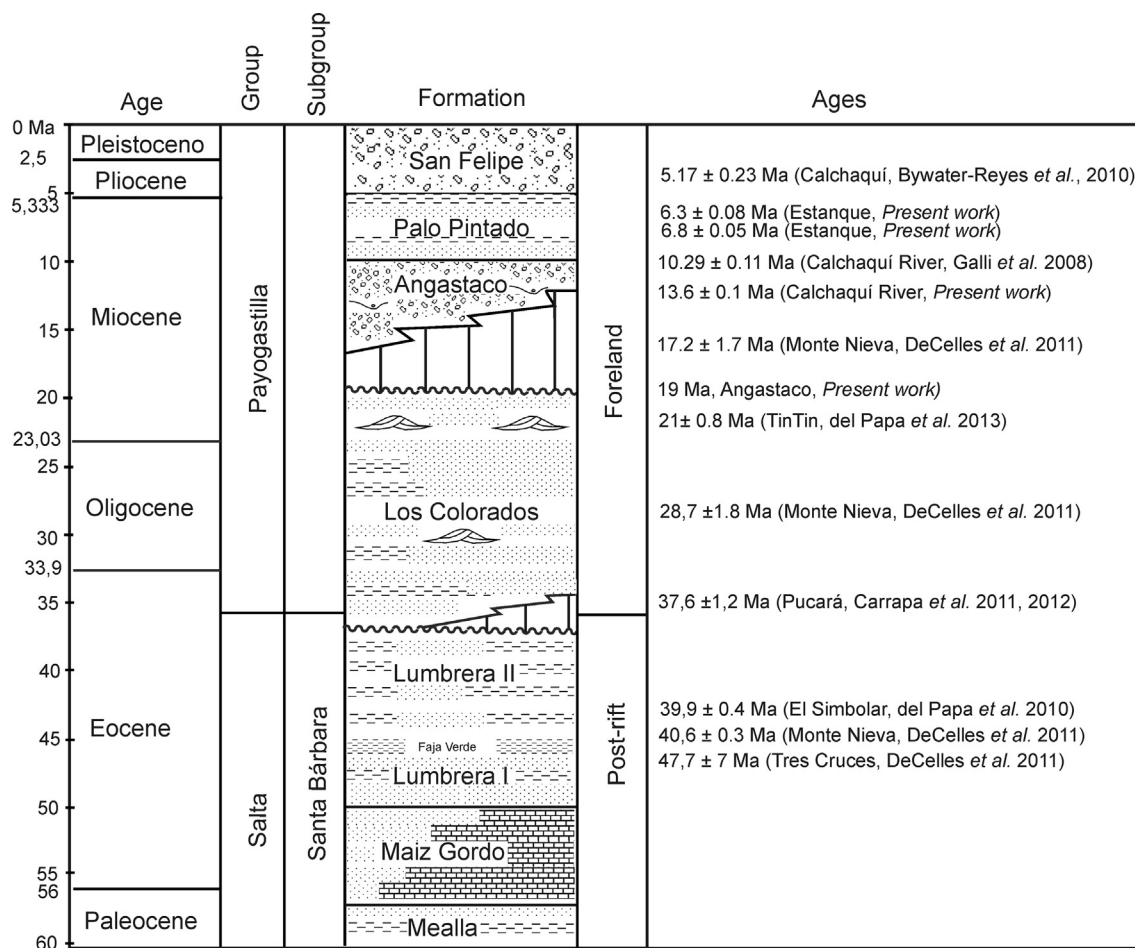 Age
Group
Subgroup
Formation
Ages
0 Ma
Pleistoceno
2,5
Pliocene
5
5,333
10
Miocene
15
20
23,03
25
Oligocene
30
33,9
35
40
Eocene
45
50
55
56
Paleocene
60
Payogastilla
Salta
Santa Bárbara
San Felipe
Palo Pintado
Angastaco
Los Colorados
Lumbrera II
Faja Verde
Lumbrera I
Maiz Gordo
Mealla
Foreland
Post-rift
5.17 ± 0.23 Ma (Calchaquí, Bywater-Reyes et al., 2010)
6.3 ± 0.08 Ma (Estanque, Present work)
6.8 ± 0.05 Ma (Estanque, Present work)
10.29 ± 0.11 Ma (Calchaquí River, Galli et al. 2008)
13.6 ± 0.1 Ma (Calchaquí River, Present work)
17.2 ± 1.7 Ma (Monte Nieva, DeCelles et al. 2011)
19 Ma, Angastaco, Present work)
21± 0.8 Ma (TinTin, del Papa et al. 2013)
28,7 ±1.8 Ma (Monte Nieva, DeCelles et al. 2011)
37,6 ±1,2 Ma (Pucará, Carrapa et al. 2011, 2012)
39,9 ± 0.4 Ma (El Simbolar, del Papa et al. 2010)
40,6 ± 0.3 Ma (Monte Nieva, DeCelles et al. 2011)
47,7 ± 7 Ma (Tres Cruces, DeCelles et al. 2011)